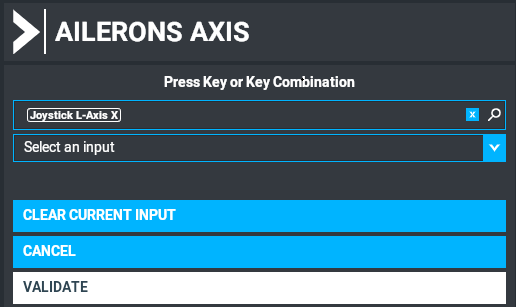 AILERONS AXIS
Press Key or Key Combination
Joystick L-Axis X
x
Select an input
CLEAR CURRENT INPUT
CANCEL
VALIDATE